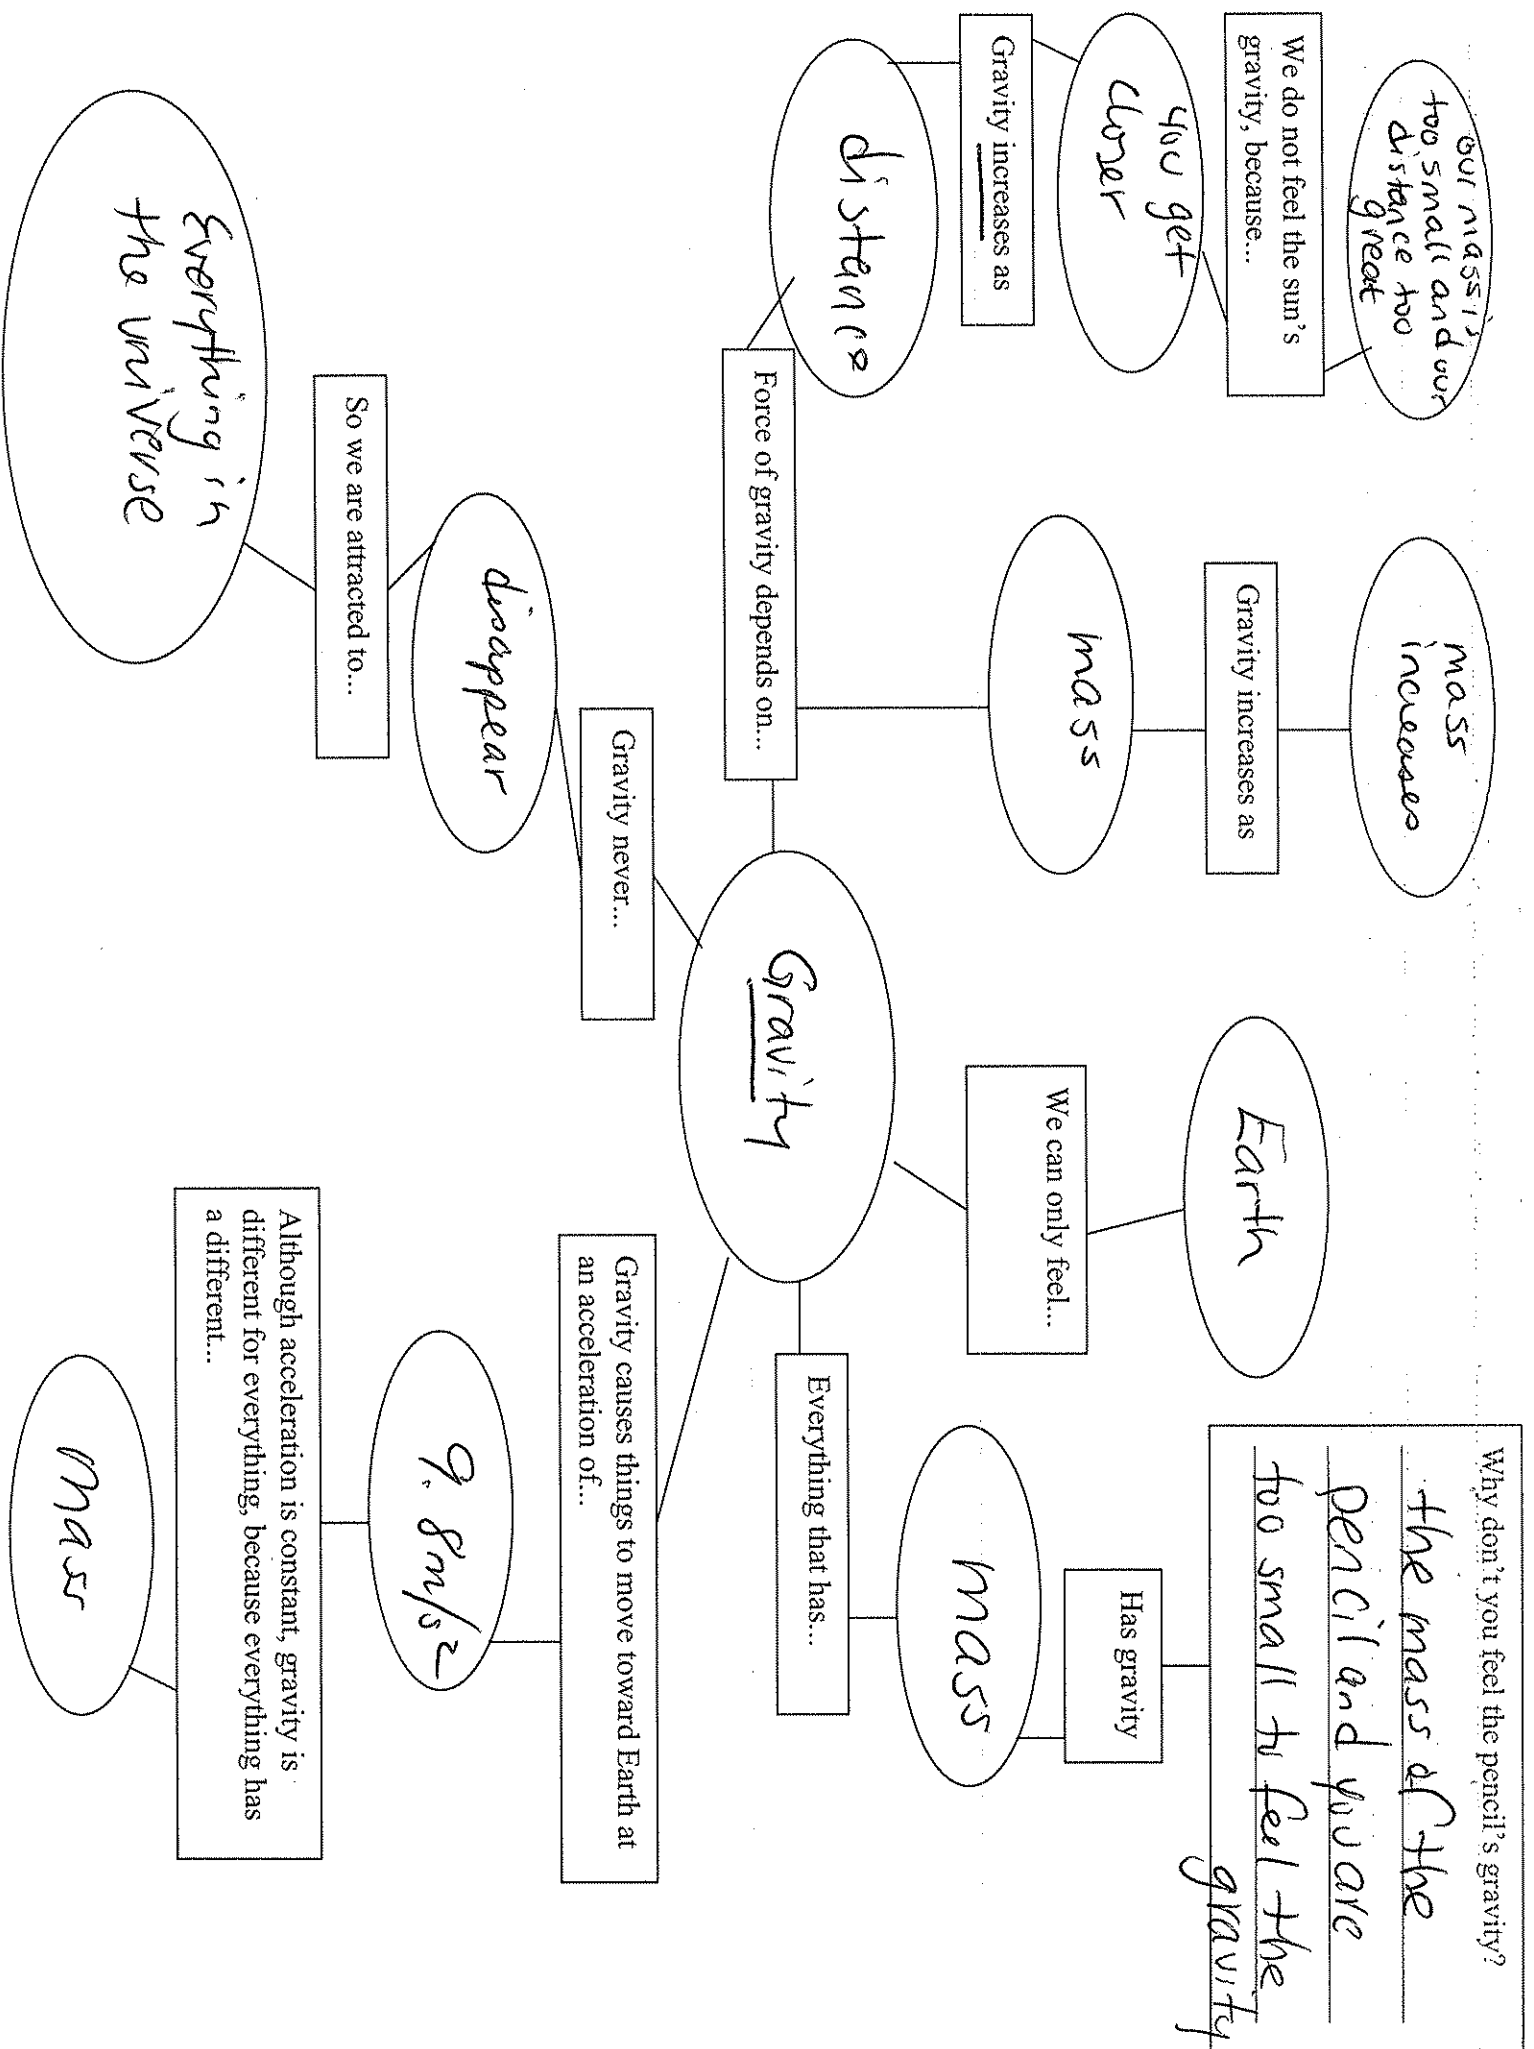 our mass is
too small and our
distance too
great
We do not feel the sun's
gravity, because...
you get
closer
Gravity increases as
distance
Force of gravity depends on...
mass
increases
Gravity increases as
mass
Earth
We can only feel...
Why don't you feel the pencil's gravity?
the mass of the
pencil and you are
too small to feel the
gravity
Has gravity
mass
Everything that has...
Gravity
Gravity never...
disappear
So we are attracted to...
Everything in
the universe
Gravity causes things to move toward Earth at
an acceleration of...
9.8m/s²
Although acceleration is constant, gravity is
different for everything, because everything has
a different...
mass